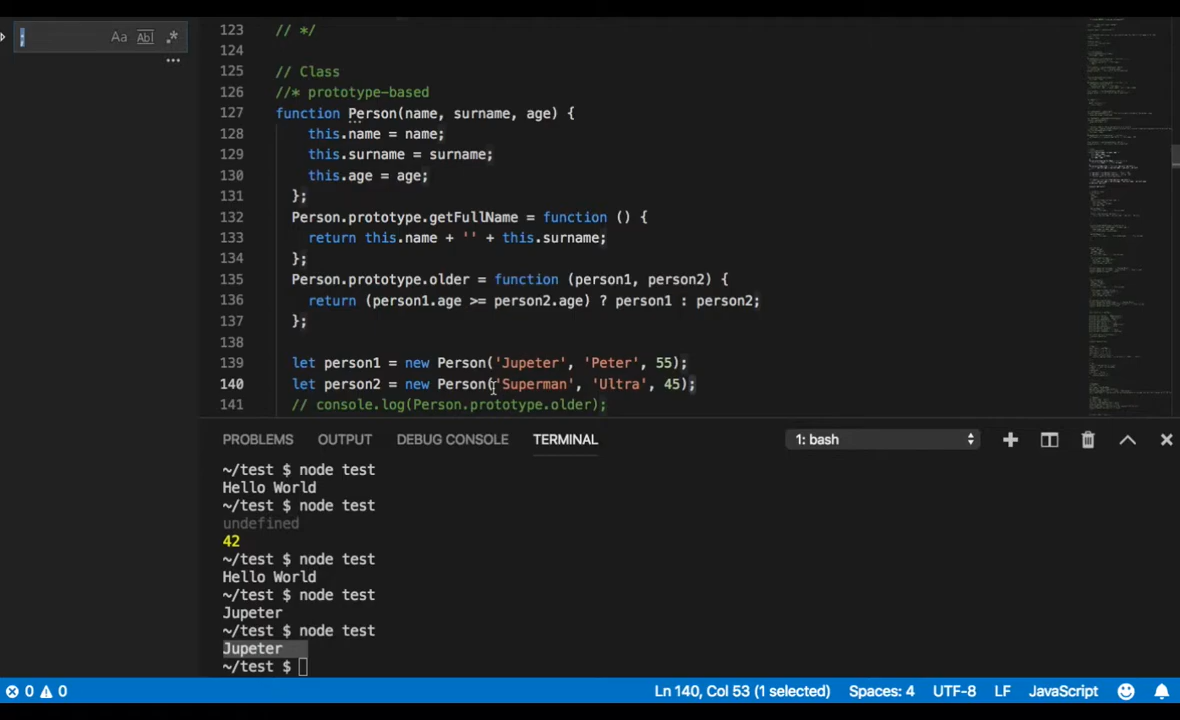 ; Aa Abl .*
...
123 // */
124
125 // Class
126 //* prototype-based
127 function Person(name, surname, age) {
128 this.name = name;
129 this.surname = surname;
130 this.age = age;
131 };
132 Person.prototype.getFullName = function () {
133 return this.name + '' + this.surname;
134 };
135 Person.prototype.older = function (person1, person2) {
136 return (person1.age >= person2.age) ? person1 : person2;
137 };
138
139 let person1 = new Person('Jupeter', 'Peter', 55);
140 let person2 = new Person('Superman', 'Ultra', 45);
141 // console.log(Person.prototype.older);
PROBLEMS OUTPUT DEBUG CONSOLE TERMINAL 1: bash
~/test $ node test
Hello World
~/test $ node test
undefined
42
~/test $ node test
Hello World
~/test $ node test
Jupeter
~/test $ node test
Jupeter
~/test $
0 0 Ln 140, Col 53 (1 selected) Spaces: 4 UTF-8 LF JavaScript